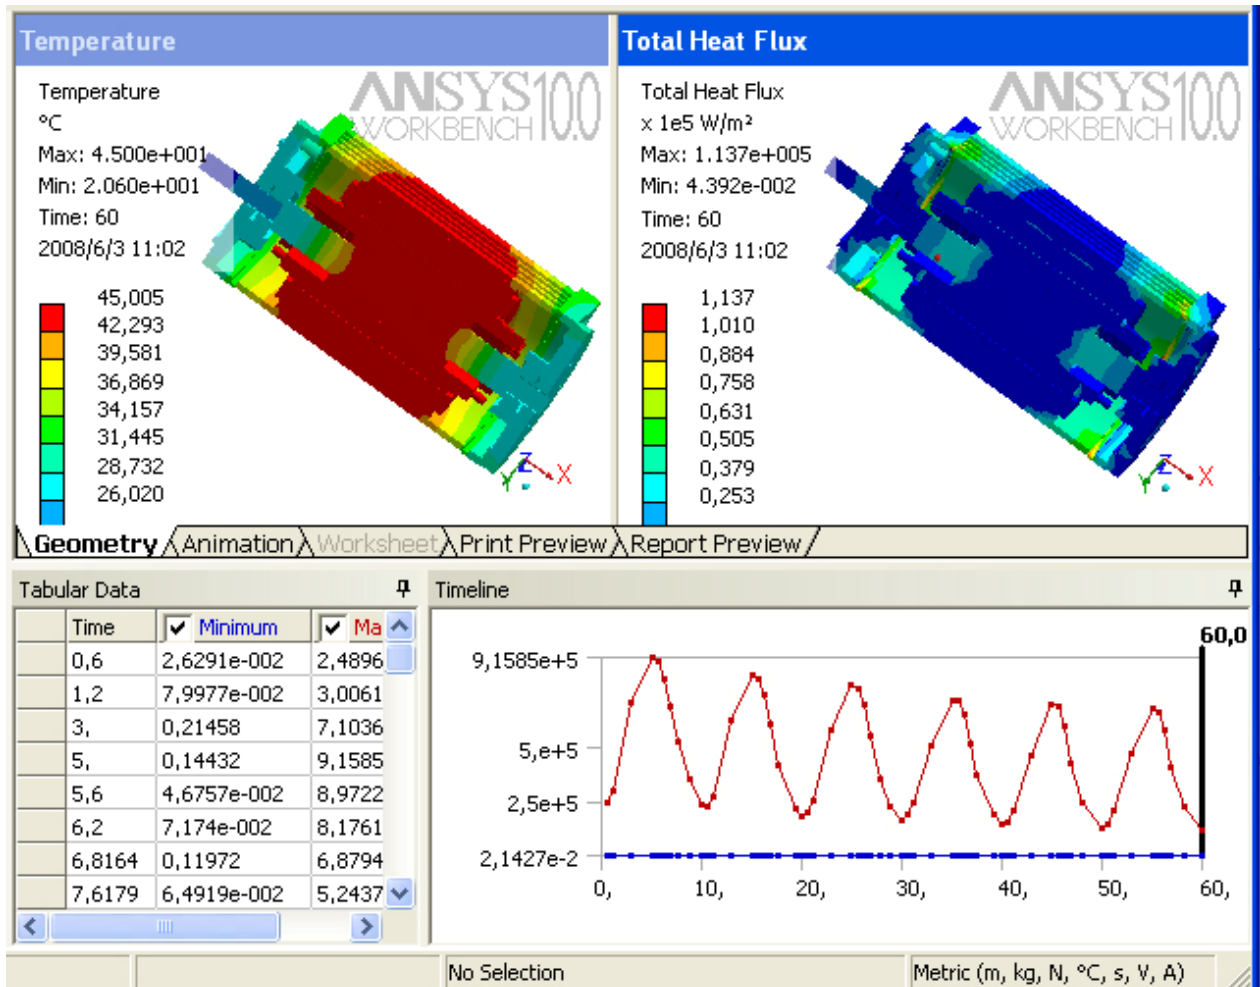 Temperature
Total Heat Flux
Temperature
°C
Max: 4.500e+001
Min: 2.060e+001
Time: 60
2008/6/3 11:02
ANSYS 10.0
WORKBENCH
45,005
42,293
39,581
36,869
34,157
31,445
28,732
26,020
Z
Y
X
Total Heat Flux
x 1e5 W/m²
Max: 1.137e+005
Min: 4.392e-002
Time: 60
2008/6/3 11:02
ANSYS 10.0
WORKBENCH
1,137
1,010
0,884
0,758
0,631
0,505
0,379
0,253
Z
Y
X
Geometry Animation Worksheet Print Preview Report Preview
Tabular Data
Time Minimum Ma
0,6 2,6291e-002 2,4896
1,2 7,9977e-002 3,0061
3, 0,21458 7,1036
5, 0,14432 9,1585
5,6 4,6757e-002 8,9722
6,2 7,174e-002 8,1761
6,8164 0,11972 6,8794
7,6179 6,4919e-002 5,2437
Timeline
60,0
9,1585e+5
5,e+5
2,5e+5
2,1427e-2
0, 10, 20, 30, 40, 50, 60,
No Selection
Metric (m, kg, N, °C, s, V, A)